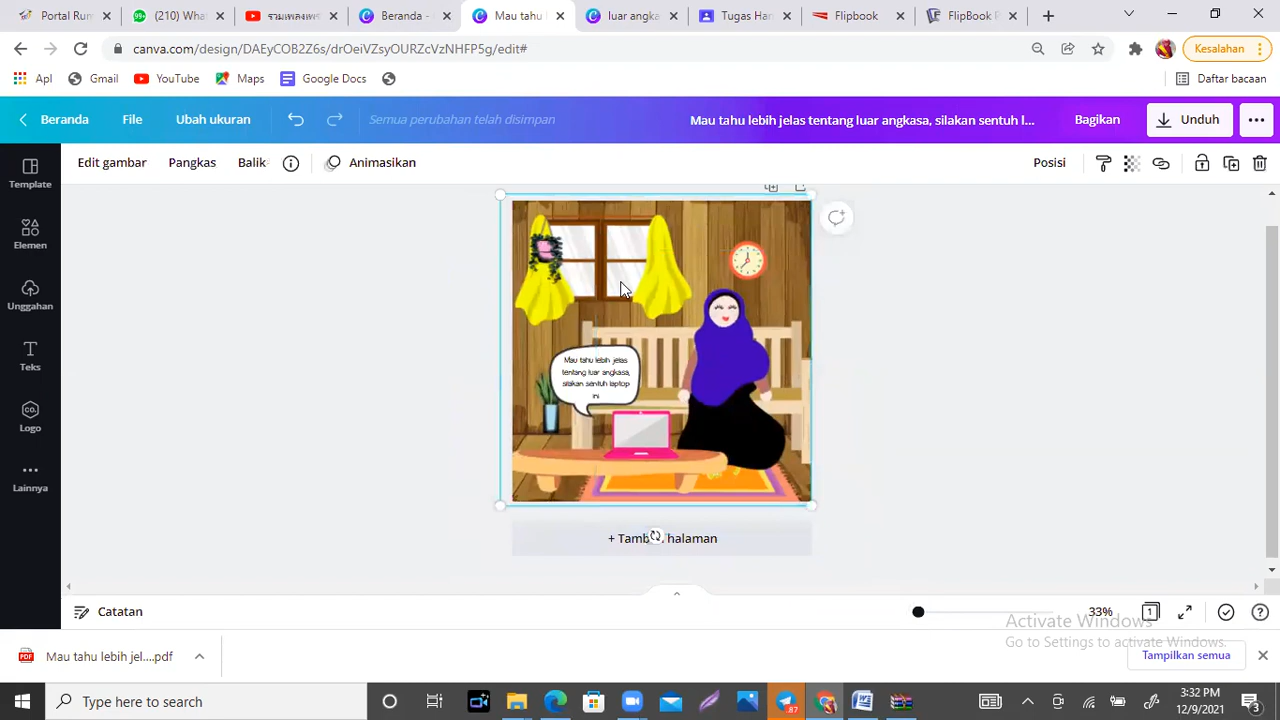 Portal Rum
(210) Wha
Beranda -
Mau tahu l
luar angka
Tugas Har
Flipbook
FlipBook P
canva.com/design/DAEyCOB2Z6s/drOeiVZsyOURZcVzNHFP5g/edit#
Kesalahan
Apl
Gmail
YouTube
Maps
Google Docs
Daftar bacaan
Beranda
File
Ubah ukuran
Semua perubahan telah disimpan
Mau tahu lebih jelas tentang luar angkasa, silakan sentuh l...
Bagikan
Unduh
Edit gambar
Pangkas
Balik
Animasikan
Posisi
Template
Elemen
Unggahan
Teks
CO.
Logo
Lainnya
Mau tahu lebih jelas
tentang luar angkasa,
silakan sentuh laptop
ini
+ Tamb halaman
Catatan
33%
1
Activate Windows
Go to Settings to activate Windows.
PDF
Mau tahu lebih jel....pdf
Tampilkan semua
Type here to search
87
3:32 PM
12/9/2021
3